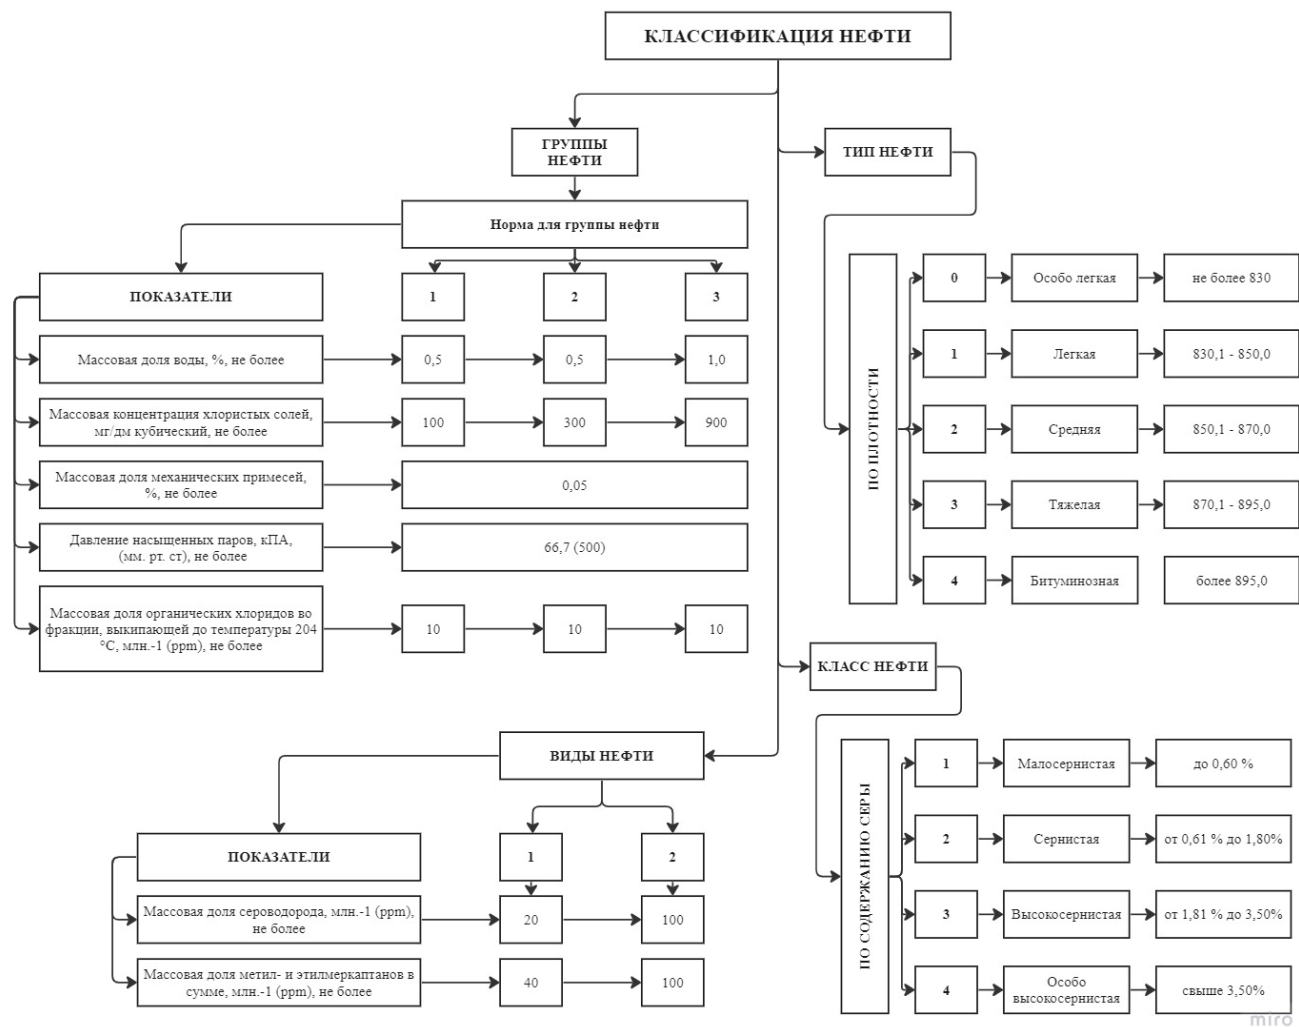 КЛАССИФИКАЦИЯ НЕФТИ
ГРУППЫ
НЕФТИ
Норма для группы нефти
ПОКАЗАТЕЛИ
1
2
3
Массовая доля воды, %, не более
0,5
0,5
1,0
Массовая концентрация хлористых солей,
мг/дм кубический, не более
100
300
900
Массовая доля механических примесей,
%, не более
0,05
Давление насыщенных паров, кПА,
(мм. рт. ст), не более
66,7 (500)
Массовая доля органических хлоридов во
фракции, выкипающей до температуры 204
°С, млн.-1 (ppm), не более
10
10
10
ТИП НЕФТИ
ПО ПЛОТНОСТИ
0
Особо легкая
не более 830
1
Легкая
830,1 - 850,0
2
Средняя
850,1 - 870,0
3
Тяжелая
870,1 - 895,0
4
Битуминозная
более 895,0
ВИДЫ НЕФТИ
ПОКАЗАТЕЛИ
1
2
Массовая доля сероводорода, млн.-1 (ppm),
не более
20
100
Массовая доля метил- и этилмеркаптанов в
сумме, млн.-1 (ppm), не более
40
100
КЛАСС НЕФТИ
ПО СОДЕРЖАНИЮ СЕРЫ
1
Малосернистая
до 0,60 %
2
Сернистая
от 0,61 % до 1,80%
3
Высокосернистая
от 1,81 % до 3,50%
4
Особо
высокосернистая
свыше 3,50%
miro